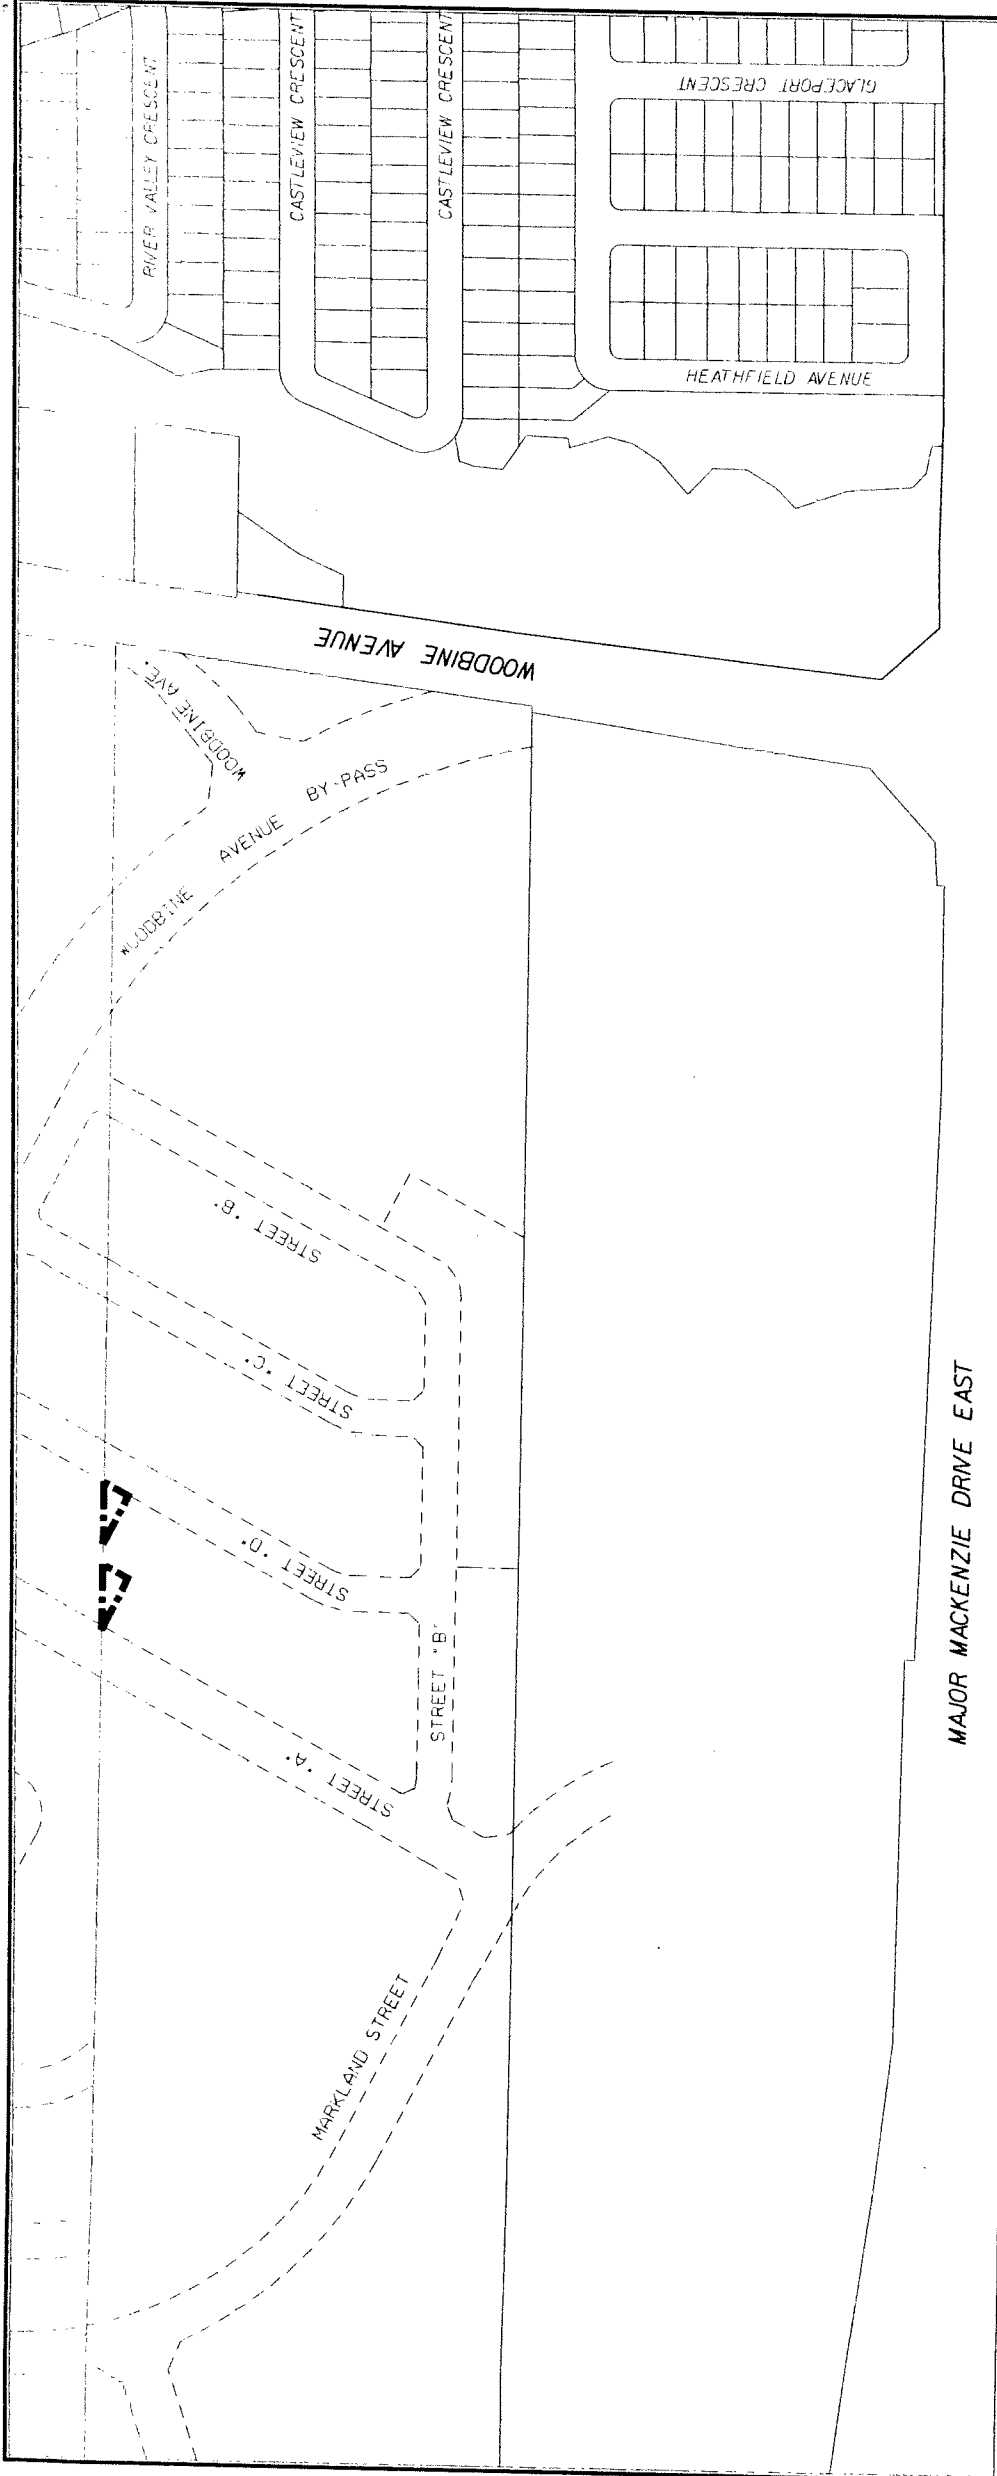 RIVER VALLEY CRESCENT
CASTLEVIEW CRESCENT
CASTLEVIEW CRESCENT
GLACEPORT CRESCENT
HEATHFIELD AVENUE
WOODBINE AVENUE
WOODBINE AVE.
WOODBINE AVENUE BY-PASS
STREET 'B'
STREET 'C'
STREET 'D'
STREET "B"
STREET 'A'
MARKLAND STREET
MAJOR MACKENZIE DRIVE EAST